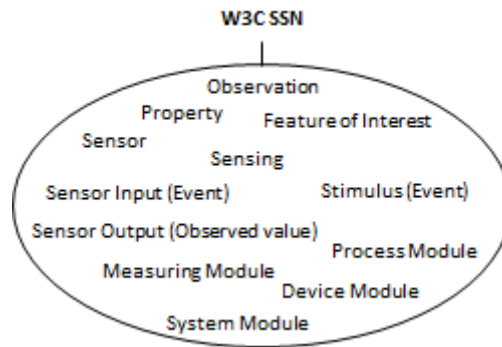 W3C SSN
Observation
Property
Feature of Interest
Sensor
Sensing
Sensor Input (Event)
Stimulus (Event)
Sensor Output (Observed value)
Process Module
Measuring Module
Device Module
System Module